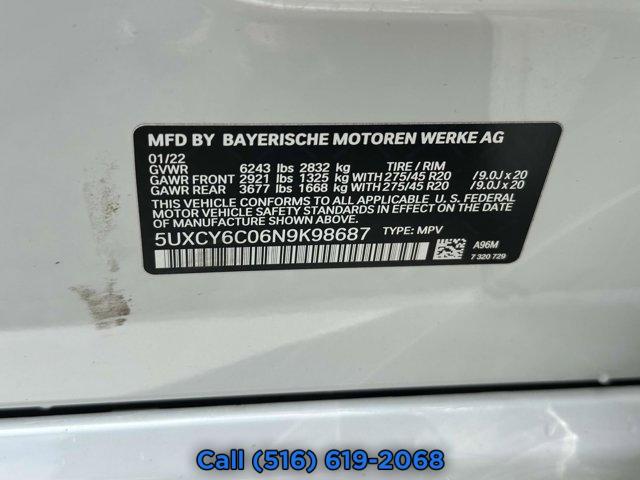 MFD BY BAYERISCHE MOTOREN WERKE AG
01/22
GVWR 6243 lbs 2832 kg TIRE / RIM
GAWR FRONT 2921 lbs 1325 kg WITH 275/45 R20 /9.0J x 20
GAWR REAR 3677 lbs 1668 kg WITH 275/45 R20 /9.0J x 20
THIS VEHICLE CONFORMS TO ALL APPLICABLE
U.S. FEDERAL MOTOR VEHICLE SAFETY STANDARDS
IN EFFECT ON THE DATE OF MANUFACTURE SHOWN ABOVE.
5UXCY6C06N9K98687 TYPE: MPV
A96M
7 320 729
Call (516) 619-2068